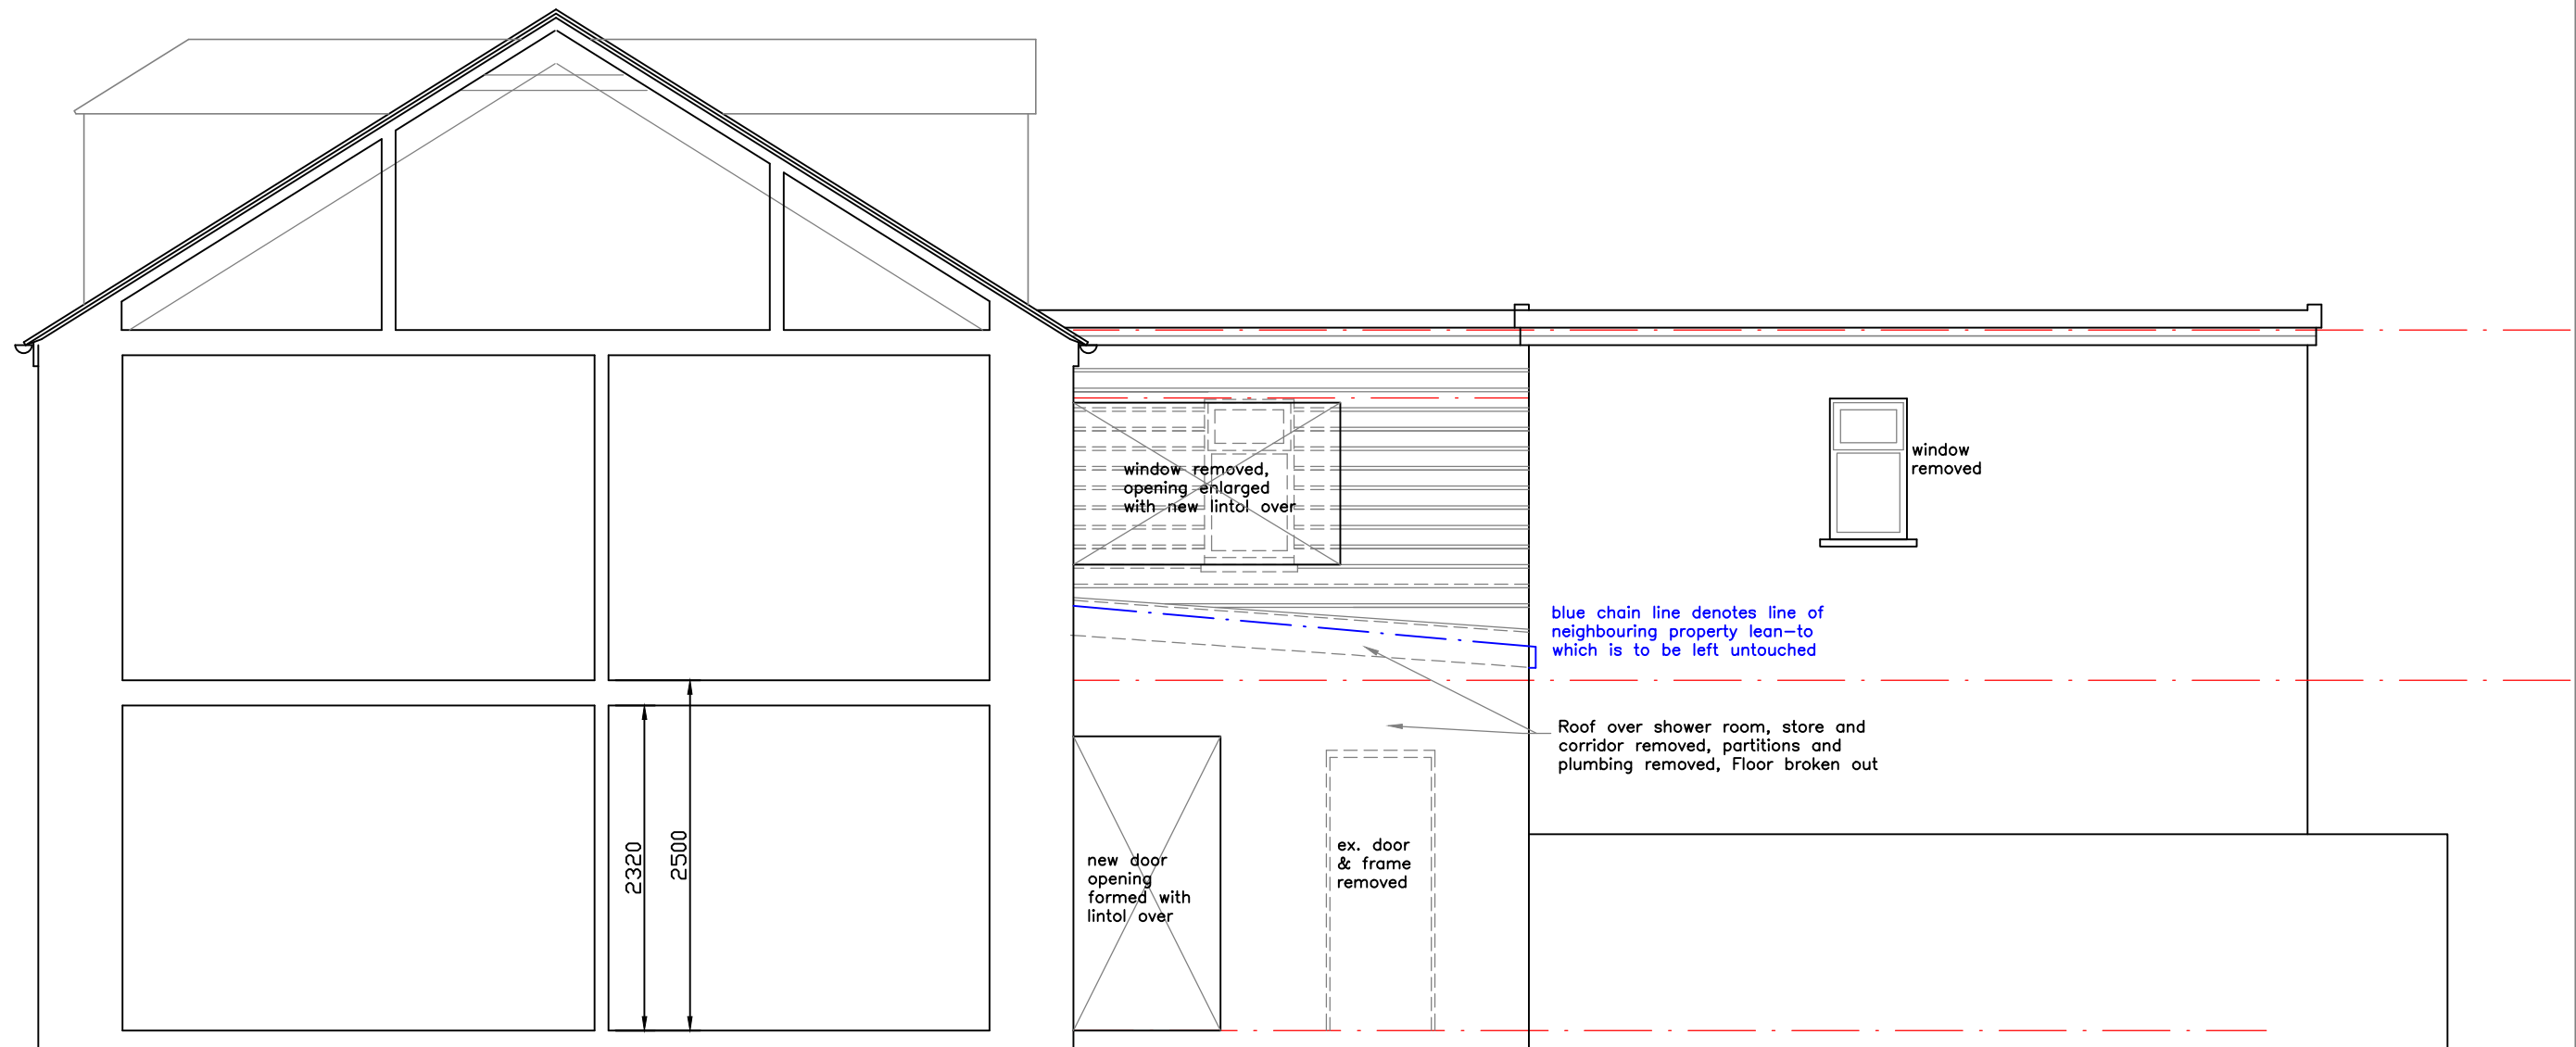 window removed,
opening enlarged
with new lintol over
window
removed
blue chain line denotes line of
neighbouring property lean-to
which is to be left untouched
Roof over shower room, store and
corridor removed, partitions and
plumbing removed, Floor broken out
2320
2500
new door
opening
formed with
lintol over
ex. door
& frame
removed